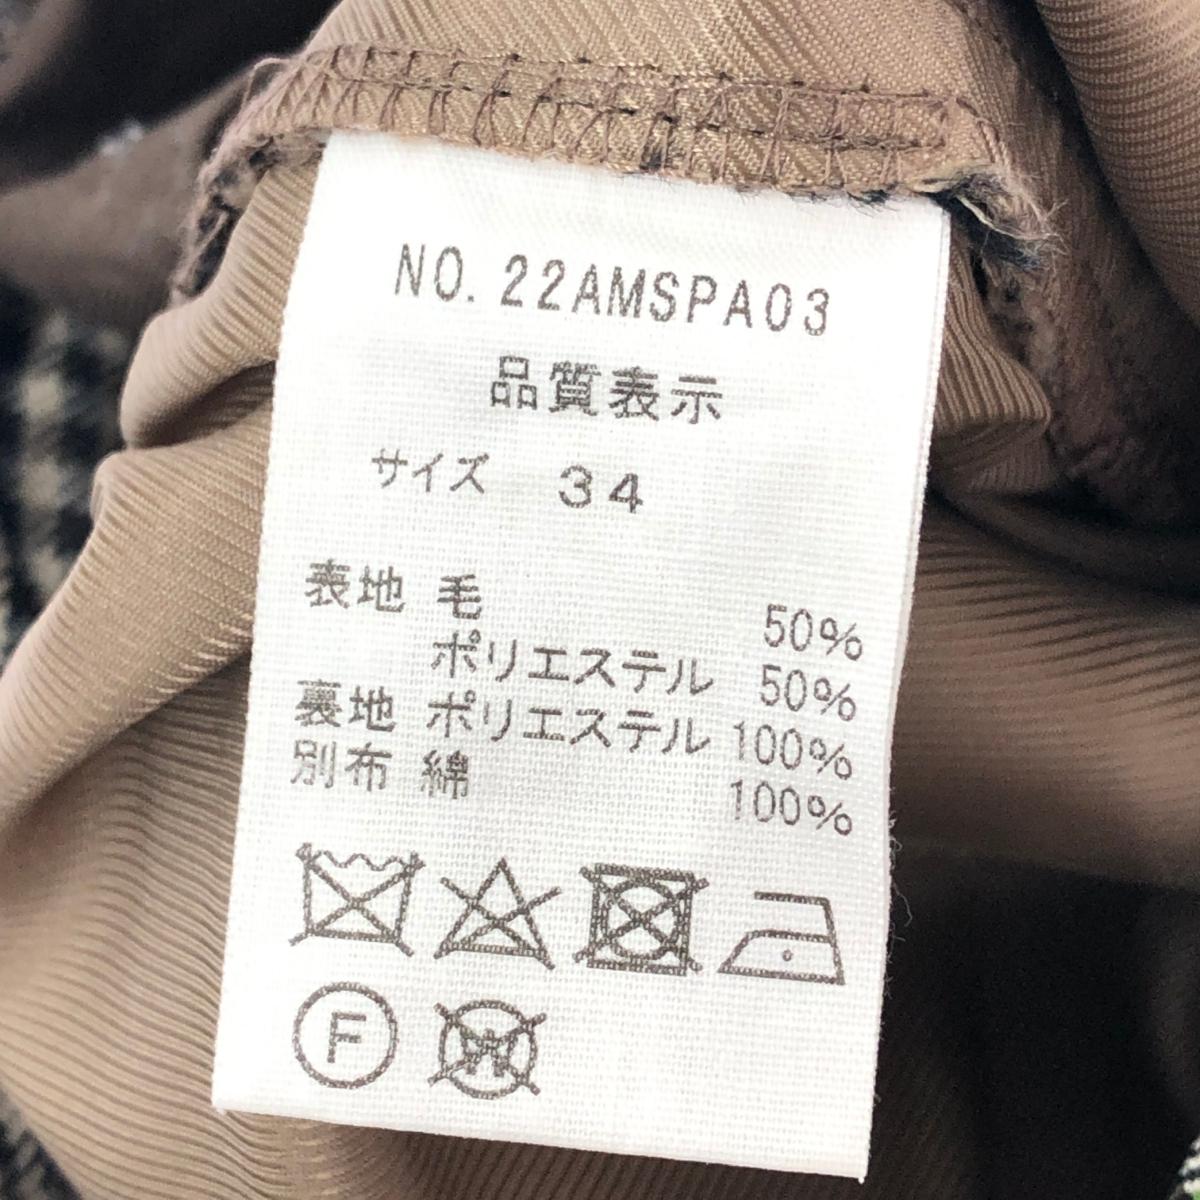 NO. 22AMSPA03
品質表示
サイズ 34
表地 毛 50%
ポリエステル 50%
裏地 ポリエステル 100%
別布 綿 100%
F
W